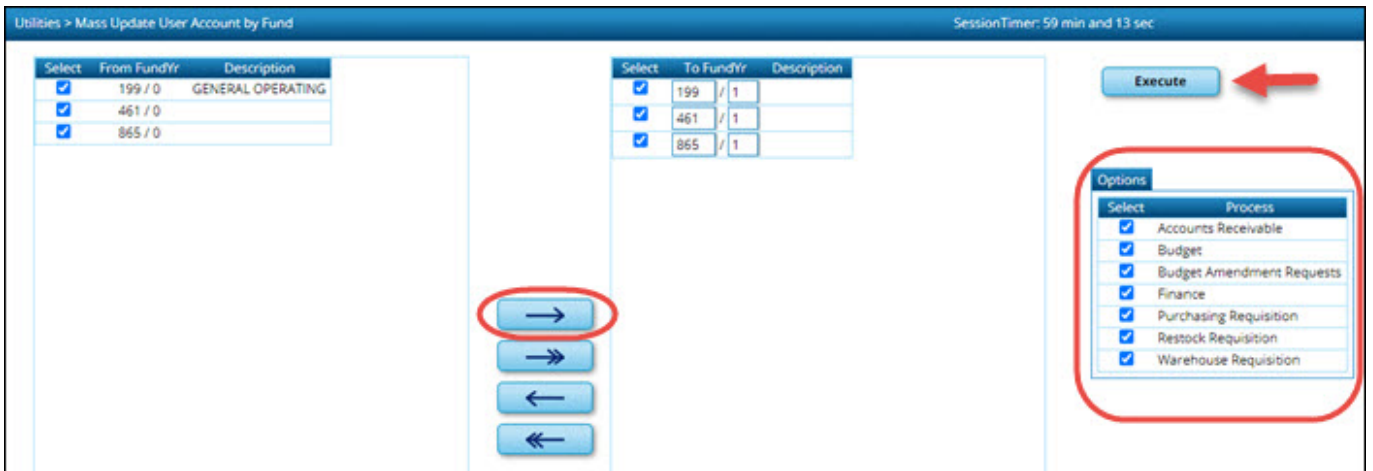 Utilities > Mass Update User Account by Fund SessionTimer: 59 min and 13 sec
Select From FundYr Description
199 / 0 GENERAL OPERATING
461 / 0
865 / 0
Select To FundYr Description
199 / 1
461 / 1
865 / 1
Execute
Options
Select Process
Accounts Receivable
Budget
Budget Amendment Requests
Finance
Purchasing Requisition
Restock Requisition
Warehouse Requisition